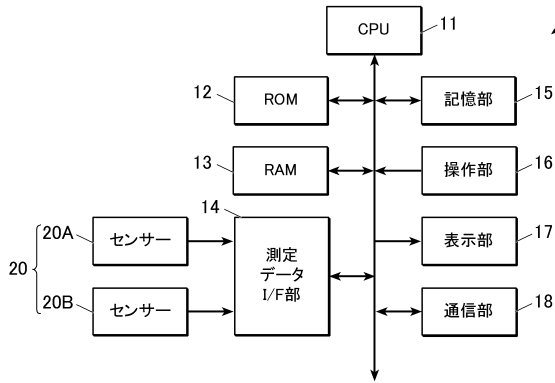 CPU
11
12
ROM
記憶部
15
13
RAM
操作部
16
14
20A
センサー
測定
データ
I/F部
表示部
17
20
20B
センサー
通信部
18